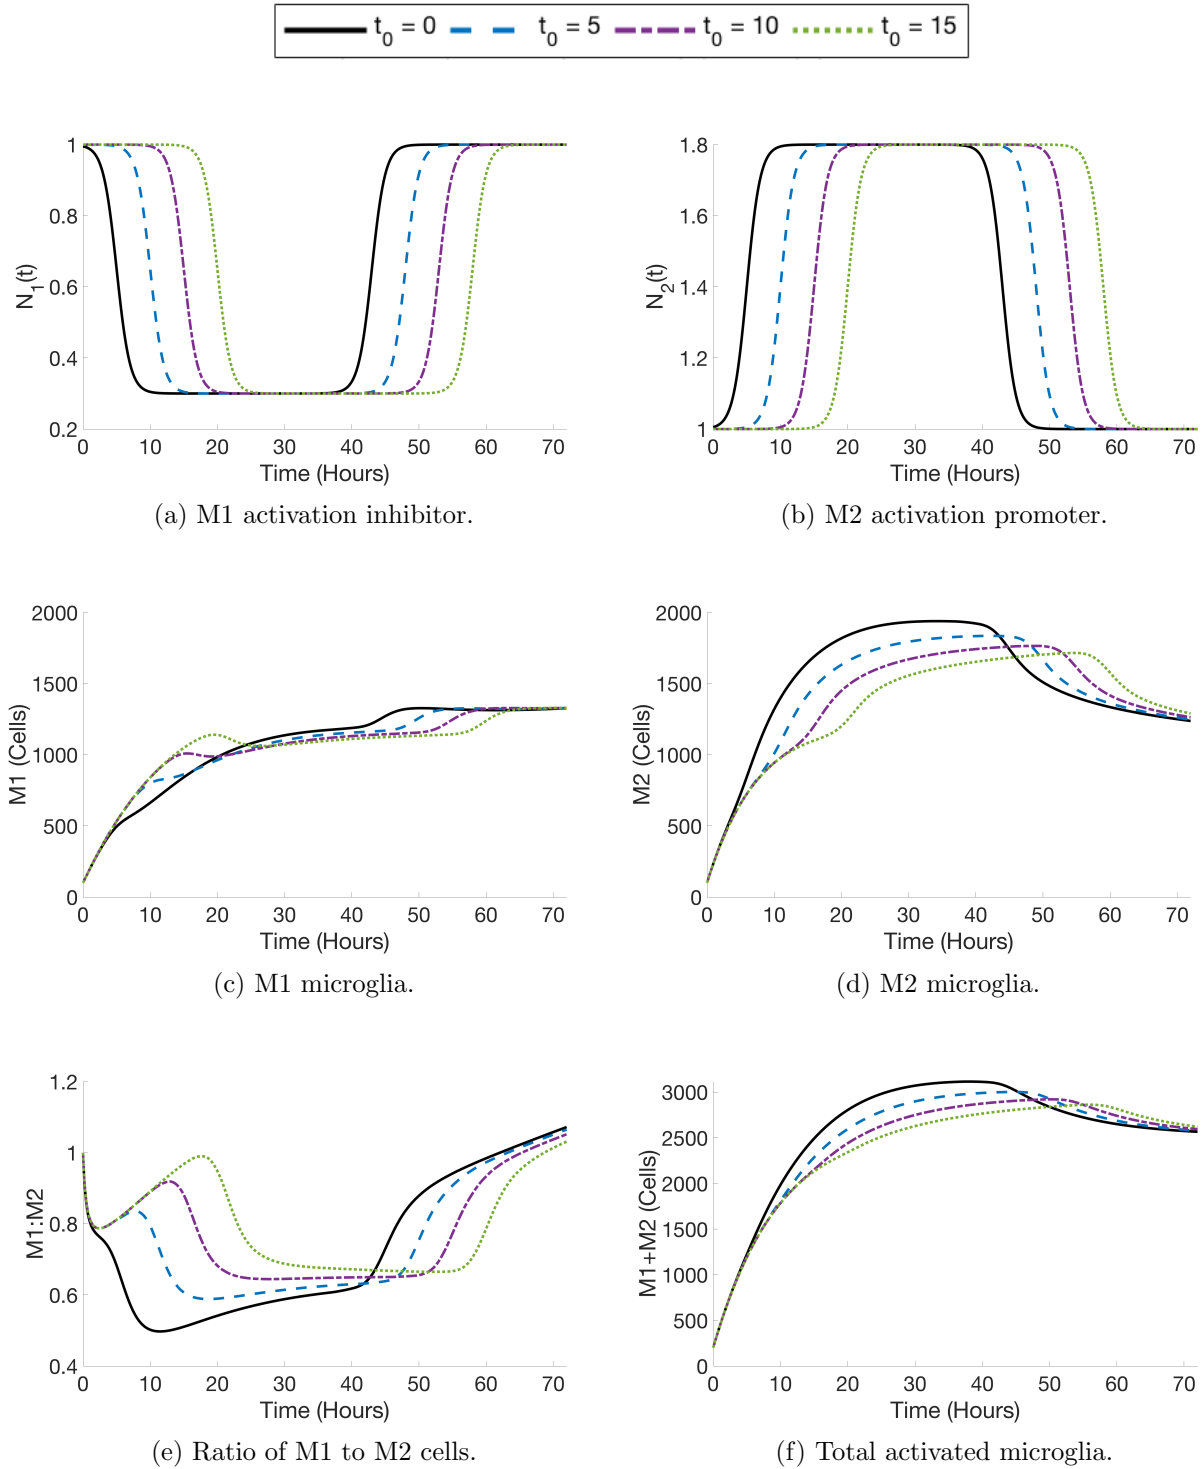 t0 = 0 t0 = 5 t0 = 10 t0 = 15
1
0.8
0.6
0.4
0.2
N1(t)
0 10 20 30 40 50 60 70
Time (Hours)
(a) M1 activation inhibitor.
1.8
1.6
1.4
1.2
1
N2(t)
0 10 20 30 40 50 60 70
Time (Hours)
(b) M2 activation promoter.
2000
1500
1000
500
0
M1 (Cells)
0 10 20 30 40 50 60 70
Time (Hours)
(c) M1 microglia.
2000
1500
1000
500
0
M2 (Cells)
0 10 20 30 40 50 60 70
Time (Hours)
(d) M2 microglia.
1.2
1
0.8
0.6
0.4
M1:M2
0 10 20 30 40 50 60 70
Time (Hours)
(e) Ratio of M1 to M2 cells.
3000
2500
2000
1500
1000
500
0
M1+M2 (Cells)
0 10 20 30 40 50 60 70
Time (Hours)
(f) Total activated microglia.